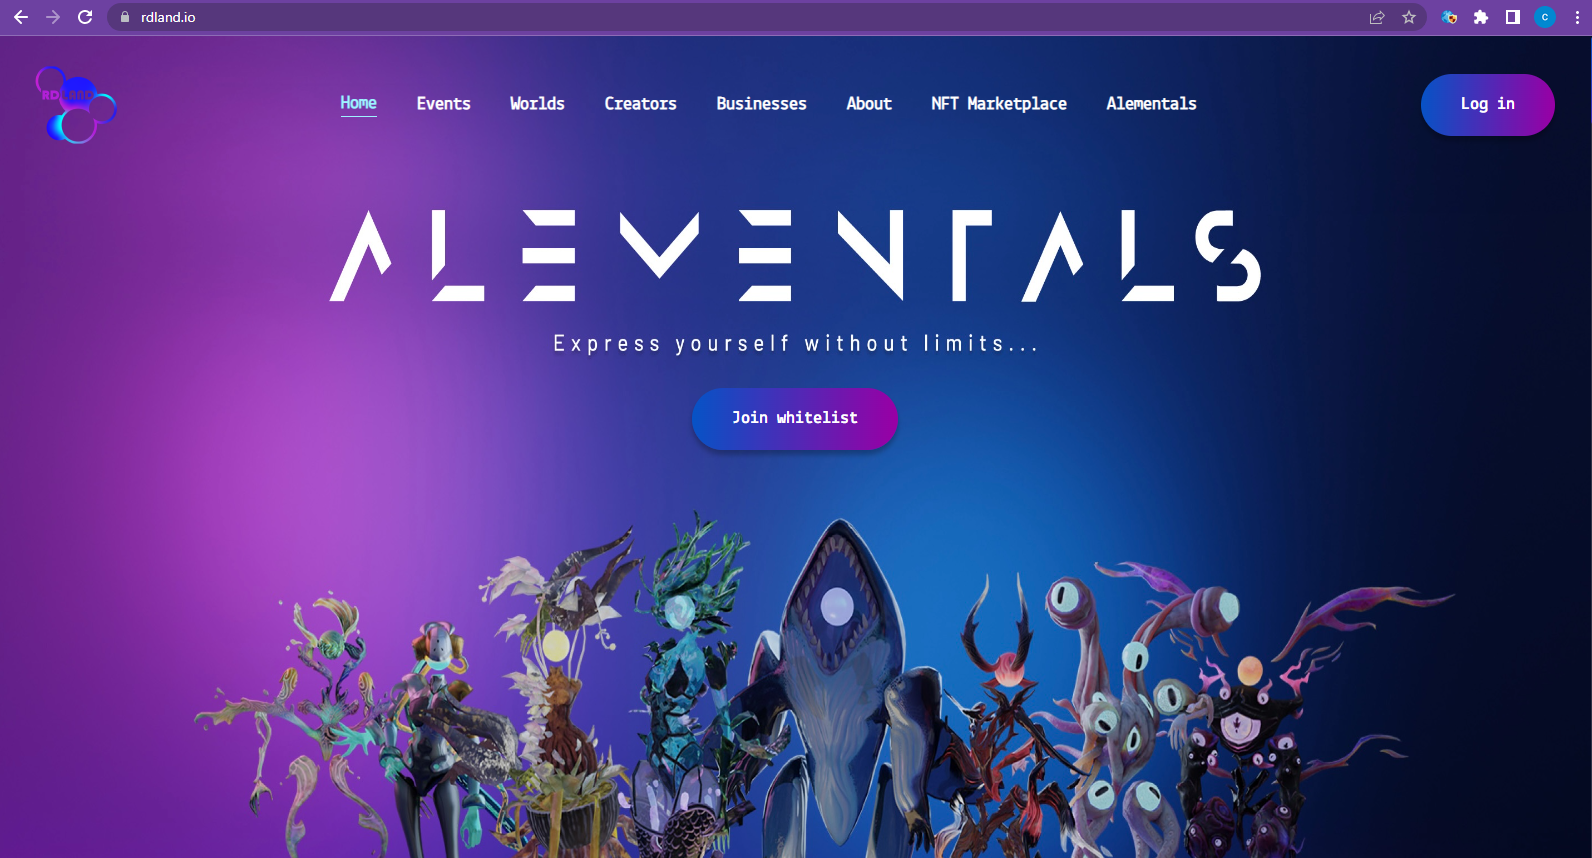 rdland.io
RDLAND
Home Events Worlds Creators Businesses About NFT Marketplace Alementals
Log in
ALEMENTALS
Express yourself without limits...
Join whitelist